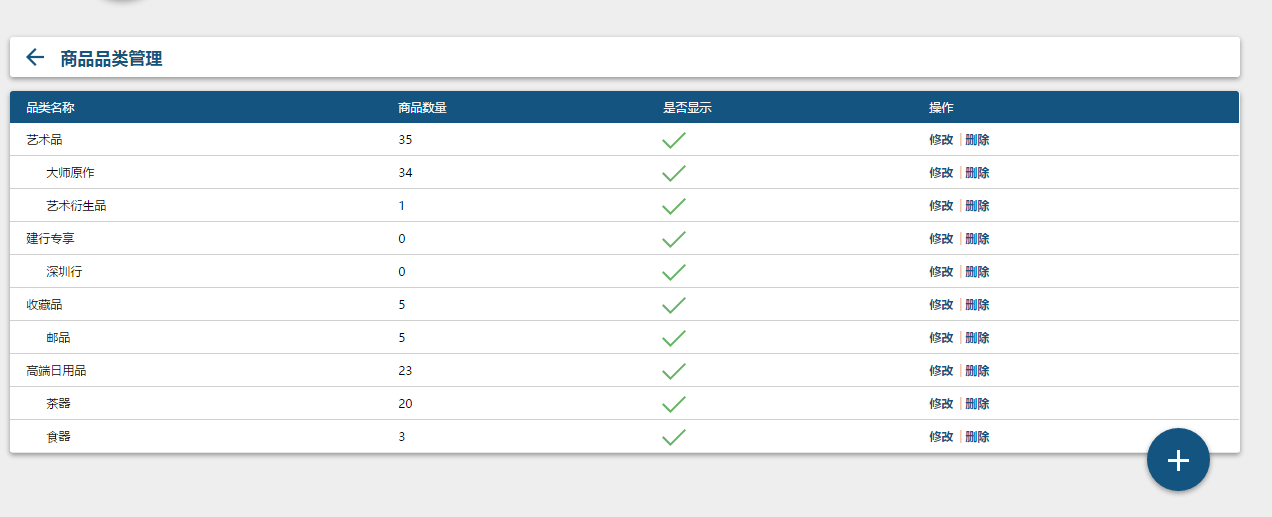 商品品类管理
品类名称 商品数量 是否显示 操作
艺术品 35 修改 | 删除
大师原作 34 修改 | 删除
艺术衍生品 1 修改 | 删除
建行专享 0 修改 | 删除
深圳行 0 修改 | 删除
收藏品 5 修改 | 删除
邮品 5 修改 | 删除
高端日用品 23 修改 | 删除
茶器 20 修改 | 删除
食器 3 修改 | 删除